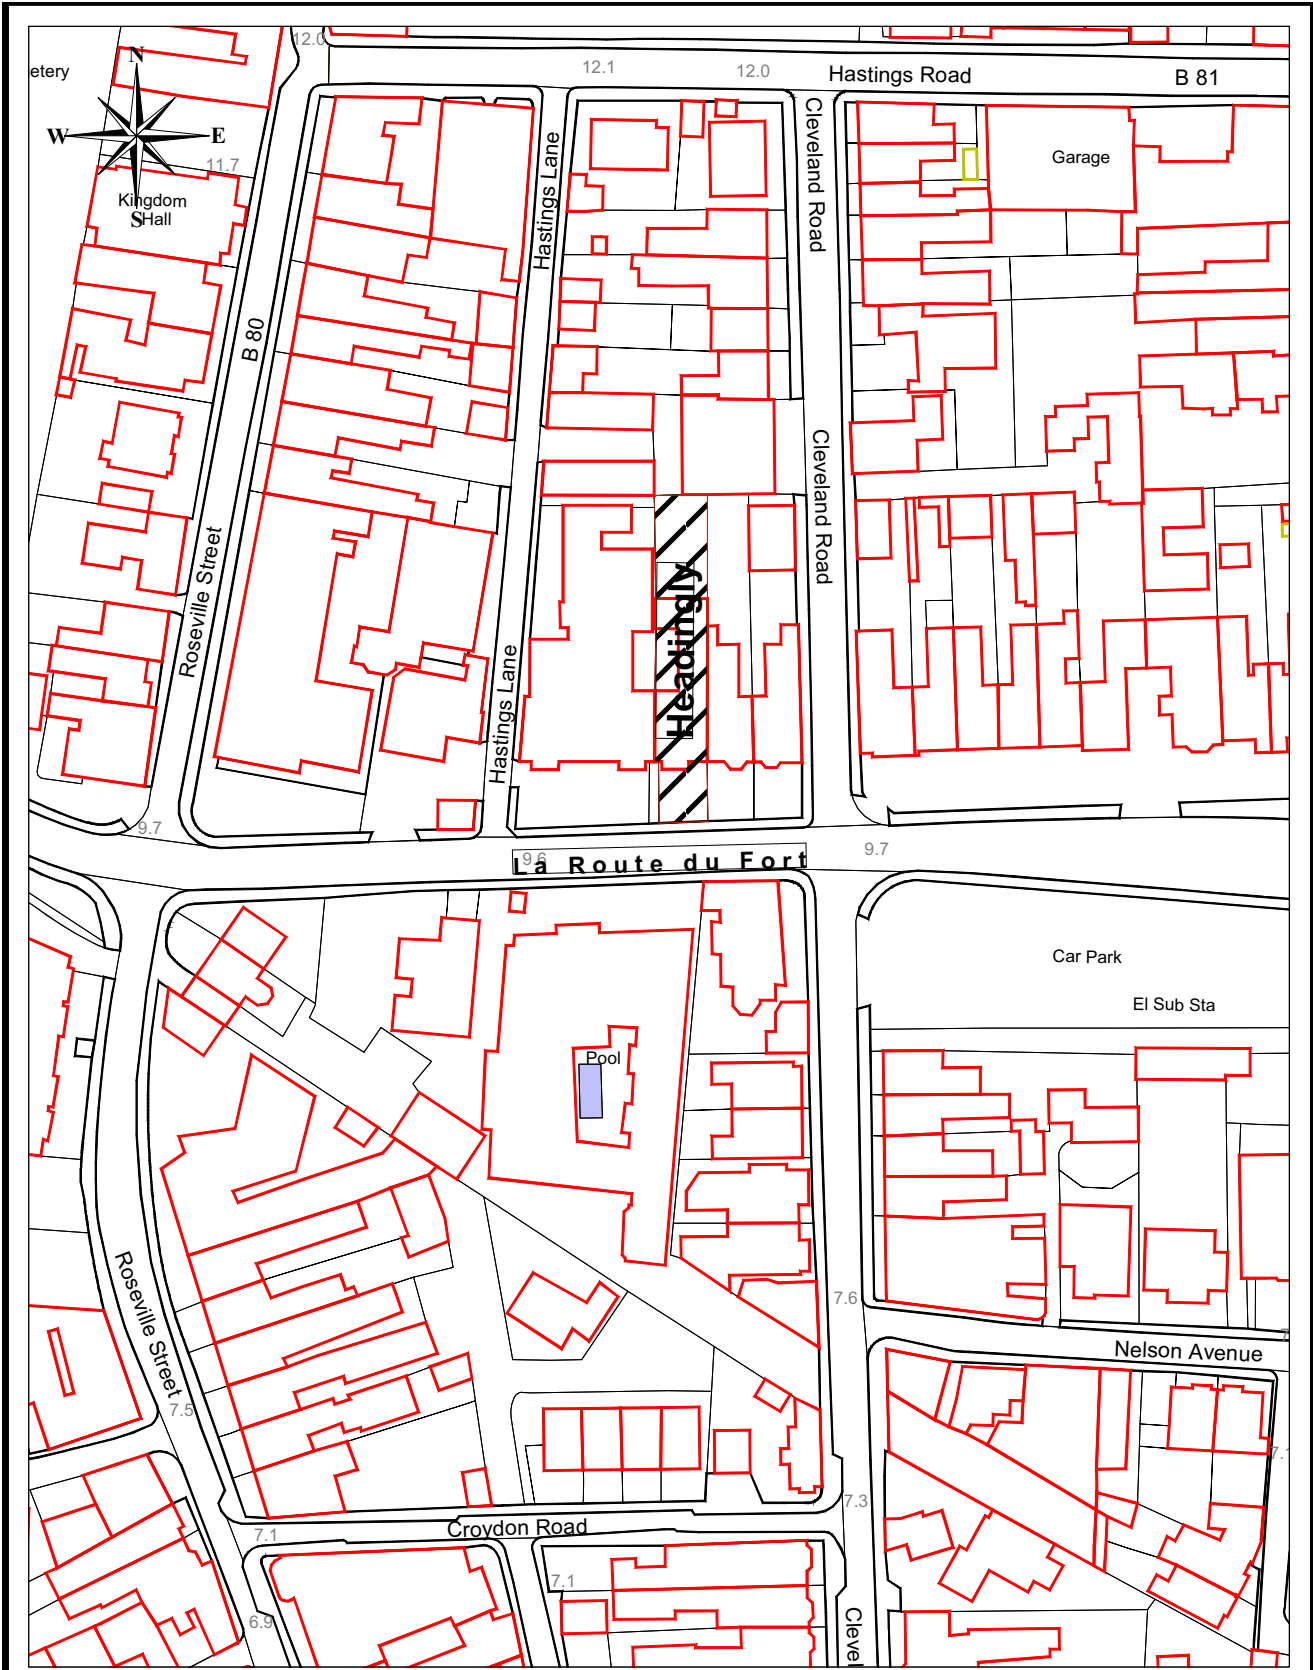 12.0
etery
N
12.1
12.0
Hastings Road
B 81
W
E
Hastings Lane
Cleveland Road
11.7
Garage
Kingdom
S
Hall
B 80
Cleveland Road
Roseville Street
Headingly
Hastings Lane
9.7
9.6
La Route du Fort
9.7
Car Park
El Sub Sta
Pool
Roseville Street
7.6
Nelson Avenue
7.5
7.3
7.1
Croydon Road
7.1
6.9
Clevel